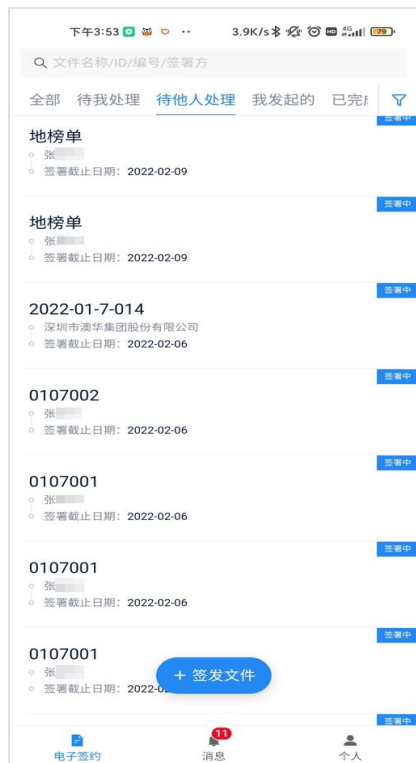 下午3:53
3.9K/s
HD
4G
79
文件名称/ID/编号/签署方
全部 待我处理 待他人处理 我发起的 已完成
签署中
地榜单
张
签署截止日期: 2022-02-09
签署中
地榜单
张
签署截止日期: 2022-02-09
签署中
2022-01-7-014
深圳市澳华集团股份有限公司
签署截止日期: 2022-02-06
签署中
0107002
张
签署截止日期: 2022-02-06
签署中
0107001
张
签署截止日期: 2022-02-06
签署中
0107001
张
签署截止日期: 2022-02-06
签署中
0107001
张
签署截止日期: 2022-0
+ 签发文件
签署中
11
电子签约 消息 个人